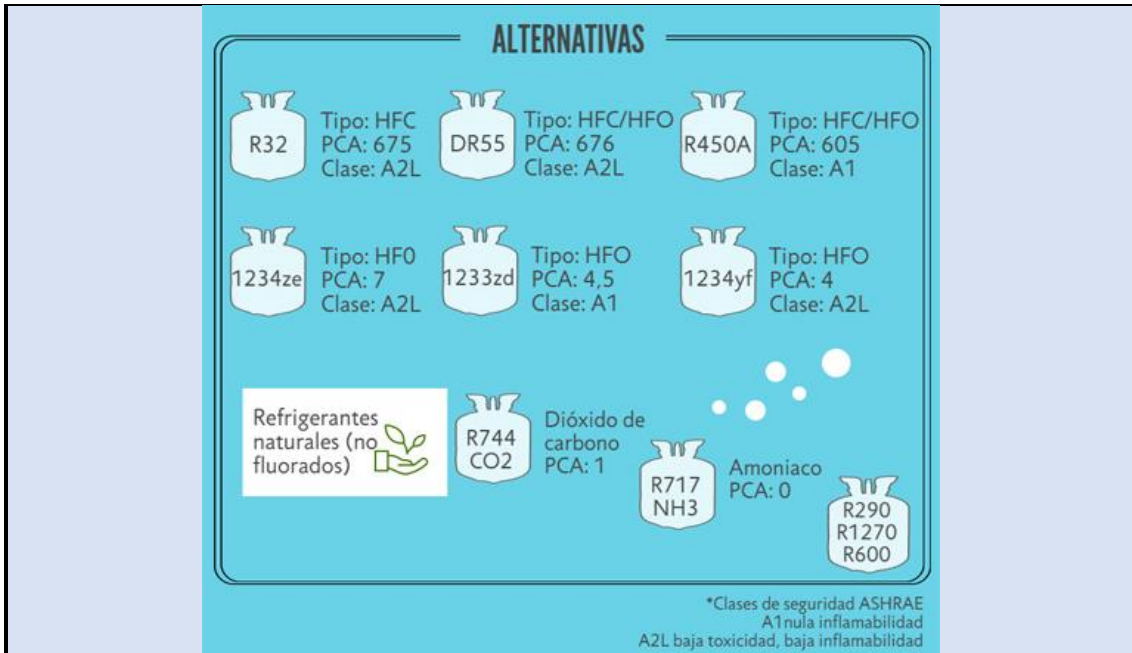 ALTERNATIVAS
R32
Tipo: HFC
PCA: 675
Clase: A2L
DR55
Tipo: HFC/HFO
PCA: 676
Clase: A2L
R450A
Tipo: HFC/HFO
PCA: 605
Clase: A1
1234ze
Tipo: HF0
PCA: 7
Clase: A2L
1233zd
Tipo: HFO
PCA: 4,5
Clase: A1
1234yf
Tipo: HFO
PCA: 4
Clase: A2L
Refrigerantes
naturales (no
fluorados)
R744
CO2
Dióxido de
carbono
PCA: 1
R717
NH3
Amoniaco
PCA: 0
R290
R1270
R600
*Clases de seguridad ASHRAE
A1nula inflamabilidad
A2L baja toxicidad, baja inflamabilidad